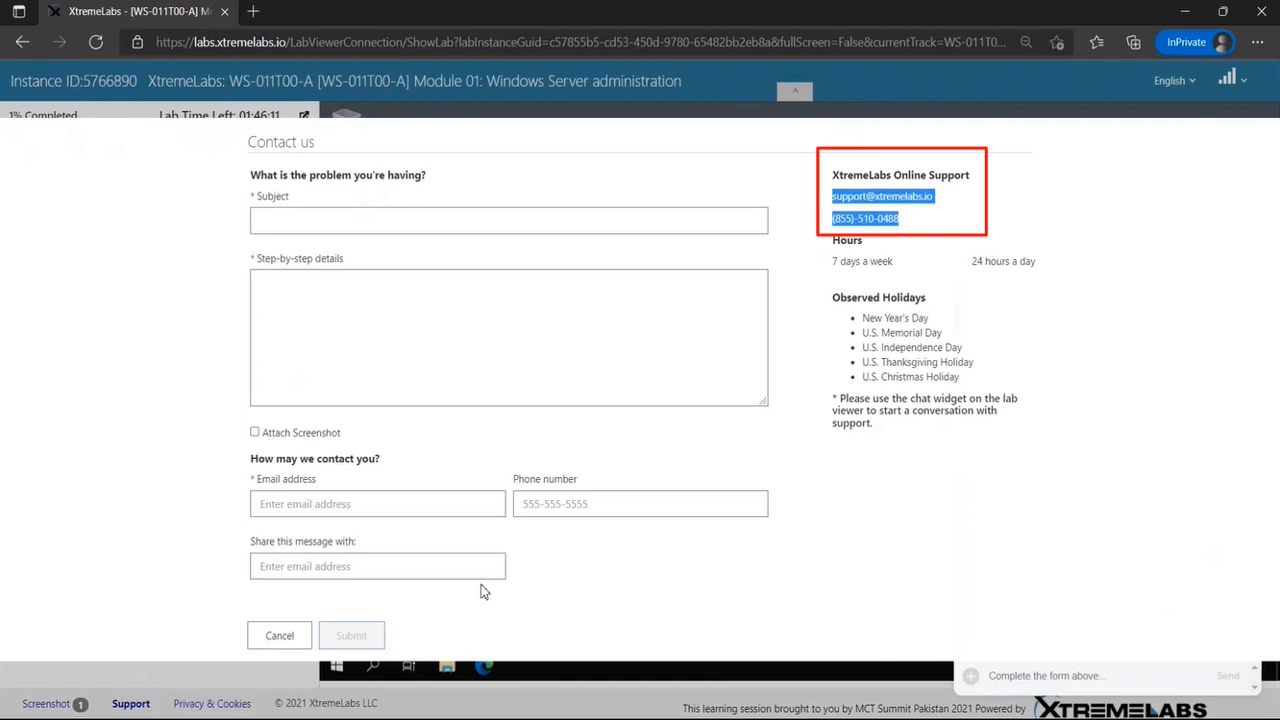 XtremeLabs - [WS-011T00-A] Mo
https://labs.xtremelabs.io/LabViewerConnection/ShowLab?labInstanceGuid=c57855b5-cd53-450d-9780-65482bb2eb8a&fullScreen=False&currentTrack=WS-011T00...
InPrivate
Instance ID:5766890 XtremeLabs: WS-011T00-A [WS-011T00-A] Module 01: Windows Server administration
English
1% Completed
Lab Time Left: 01:46:11
Contact us
What is the problem you're having?
* Subject
* Step-by-step details
Attach Screenshot
How may we contact you?
* Email address
Phone number
Enter email address
555-555-5555
Share this message with:
Enter email address
Cancel
Submit
XtremeLabs Online Support
support@xtremelabs.io
(855)-510-0488
Hours
7 days a week
24 hours a day
Observed Holidays
• New Year's Day
• U.S. Memorial Day
• U.S. Independence Day
• U.S. Thanksgiving Holiday
• U.S. Christmas Holiday
* Please use the chat widget on the lab
viewer to start a conversation with
support.
Complete the form above...
Send
Screenshot 1
Support
Privacy & Cookies
© 2021 XtremeLabs LLC
This learning session brought to you by MCT Summit Pakistan 2021 Powered by
XTREMELABS